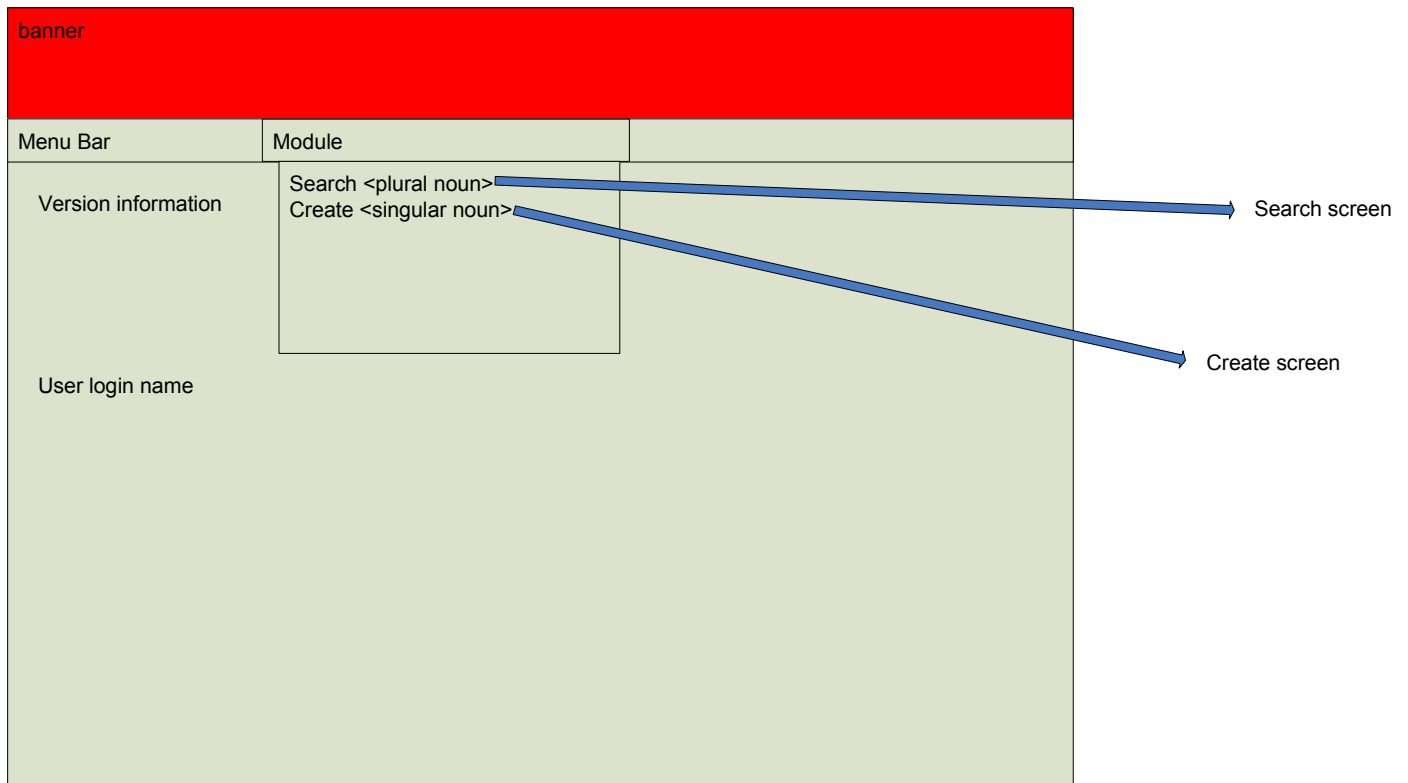 banner
Menu Bar
Module
Search <plural noun>
Create <singular noun>
Version information
Search screen
Create screen
User login name